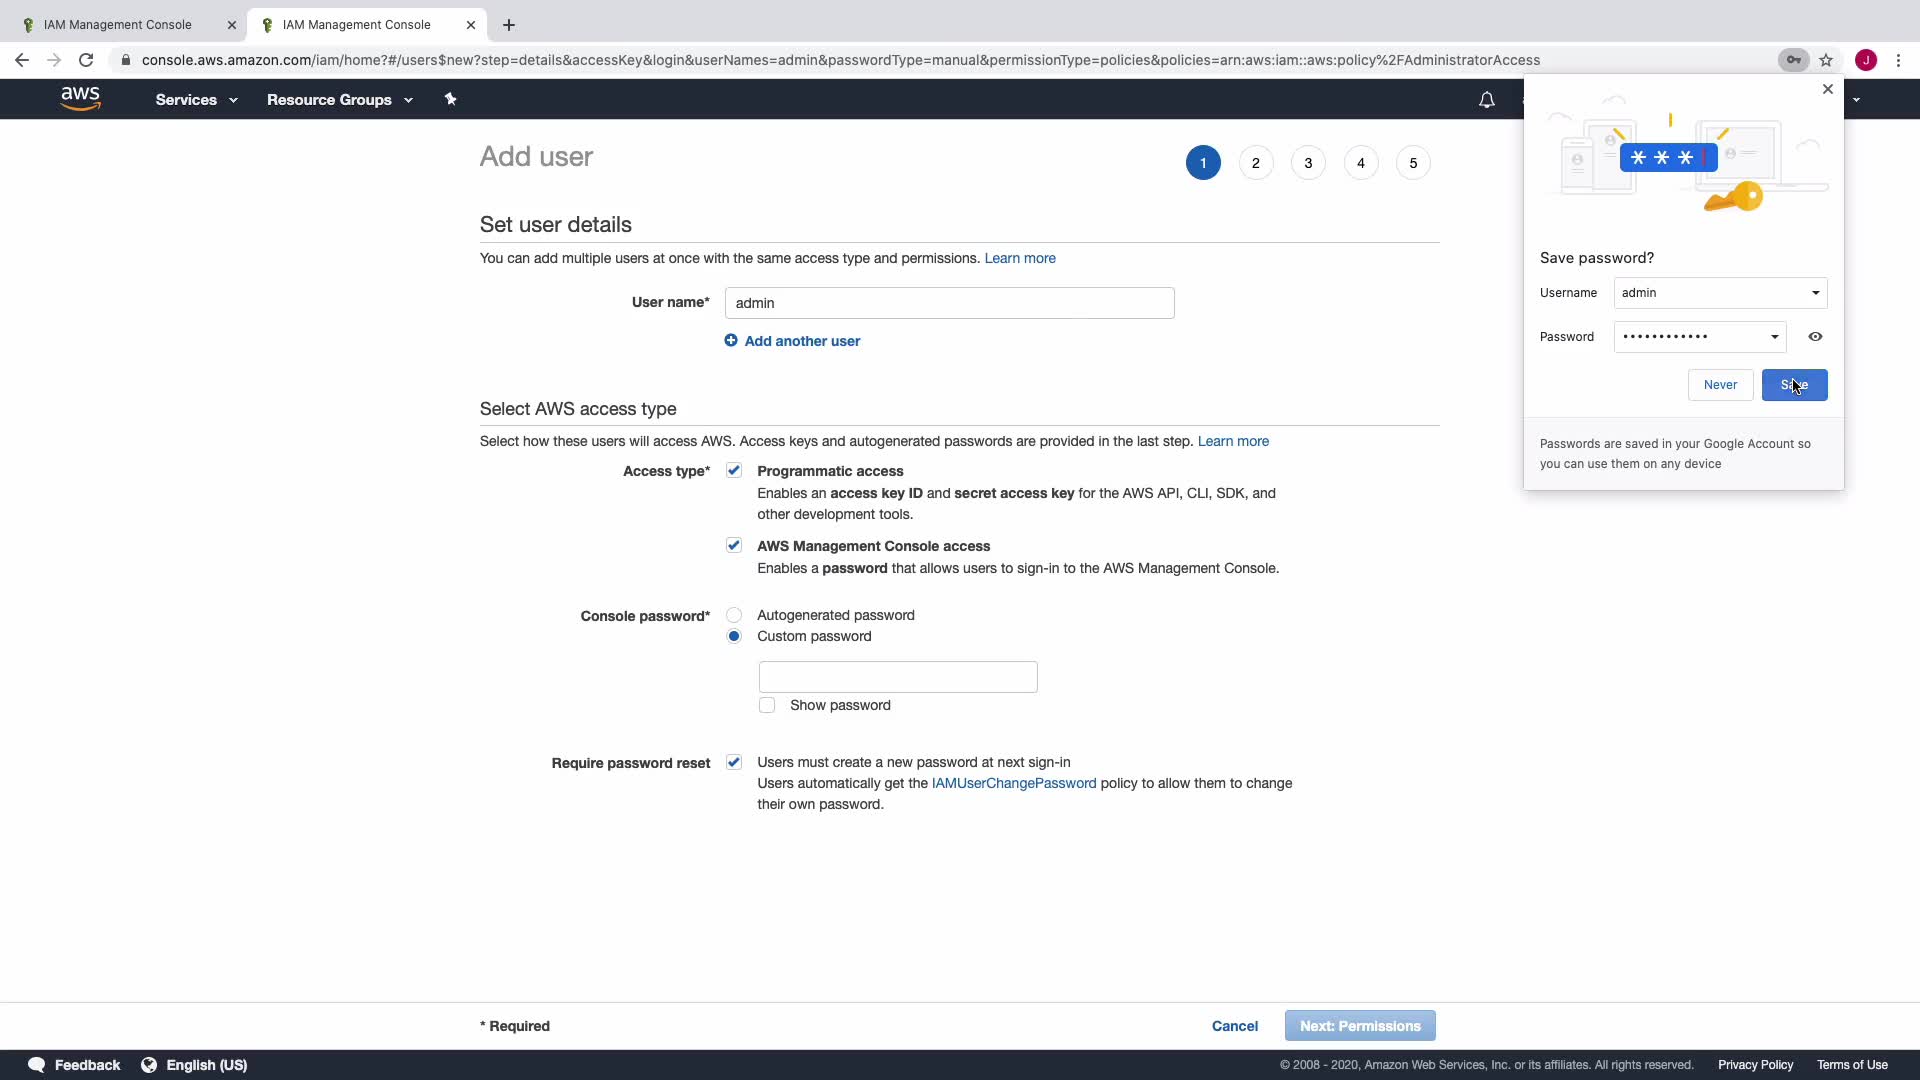 IAM Management Console
IAM Management Console
console.aws.amazon.com/iam/home?#/users$new?step=details&accessKey&login&userNames=admin&passwordType=manual&permissionType=policies&policies=arn:aws:iam::aws:policy%2FAdministratorAccess
J
aws
Services
Resource Groups
Add user
1 2 3 4 5
Set user details
You can add multiple users at once with the same access type and permissions. Learn more
User name*
admin
Add another user
Select AWS access type
Select how these users will access AWS. Access keys and autogenerated passwords are provided in the last step. Learn more
Access type*
Programmatic access
Enables an access key ID and secret access key for the AWS API, CLI, SDK, and
other development tools.
AWS Management Console access
Enables a password that allows users to sign-in to the AWS Management Console.
Console password*
Autogenerated password
Custom password
Show password
Require password reset
Users must create a new password at next sign-in
Users automatically get the IAMUserChangePassword policy to allow them to change
their own password.
* * *
Save password?
Username admin
Password ••••••••••••
Never Save
Passwords are saved in your Google Account so
you can use them on any device
* Required
Cancel
Next: Permissions
Feedback
English (US)
© 2008 - 2020, Amazon Web Services, Inc. or its affiliates. All rights reserved.
Privacy Policy
Terms of Use